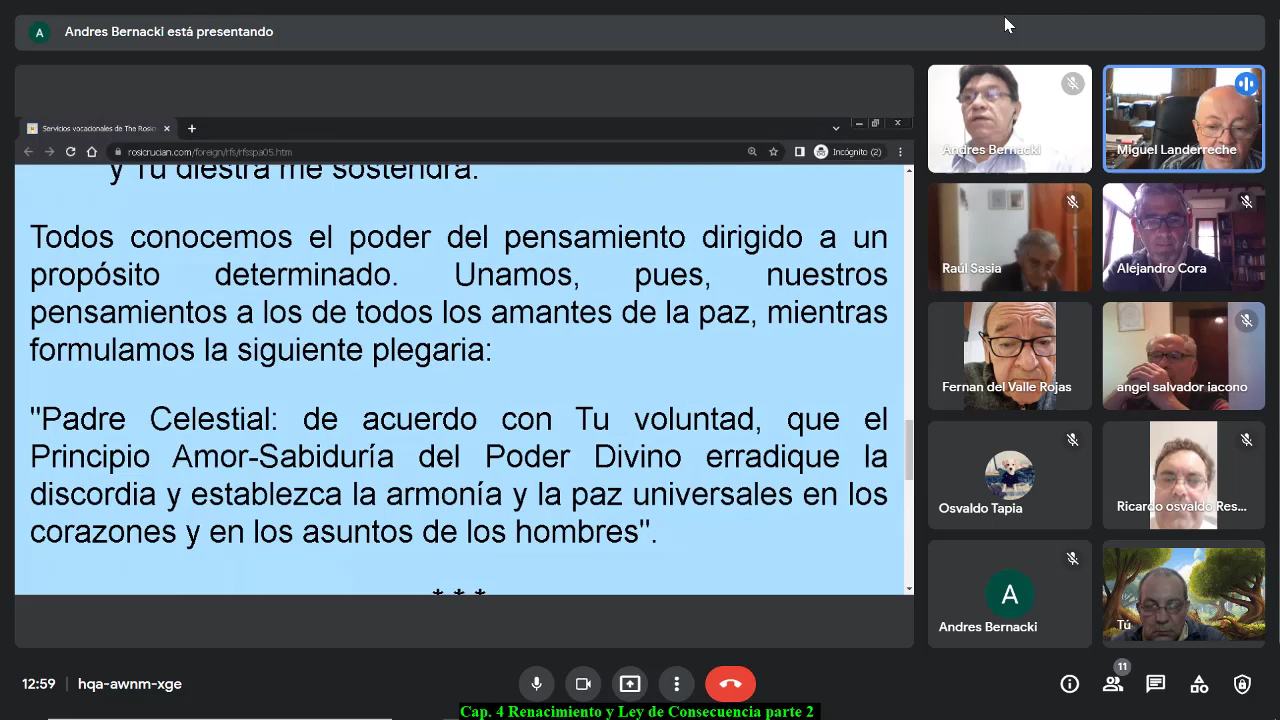 Andres Bernacki está presentando
Servicios vocacionales de The Rosic
rosicrucian.com/foreign/rfs/rfsspa05.htm
Incógnito (2)
y Tu diestra me sostendrá.
Todos conocemos el poder del pensamiento dirigido a un
propósito determinado. Unamos, pues, nuestros
pensamientos a los de todos los amantes de la paz, mientras
formulamos la siguiente plegaria:
"Padre Celestial: de acuerdo con Tu voluntad, que el
Principio Amor-Sabiduría del Poder Divino erradique la
discordia y establezca la armonía y la paz universales en los
corazones y en los asuntos de los hombres".
* * *
Andres Bernacki
Miguel Landerreche
Raúl Sasia
Alejandro Cora
Fernan del Valle Rojas
angel salvador iacono
Osvaldo Tapia
Ricardo osvaldo Res...
Andres Bernacki
Tú
12:59
hqa-awnm-xge
11
Cap. 4 Renacimiento y Ley de Consecuencia parte 2